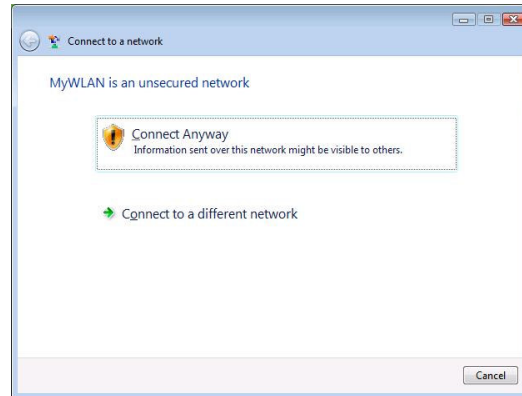 Connect to a network
MyWLAN is an unsecured network
Connect Anyway
Information sent over this network might be visible to others.
Connect to a different network
Cancel